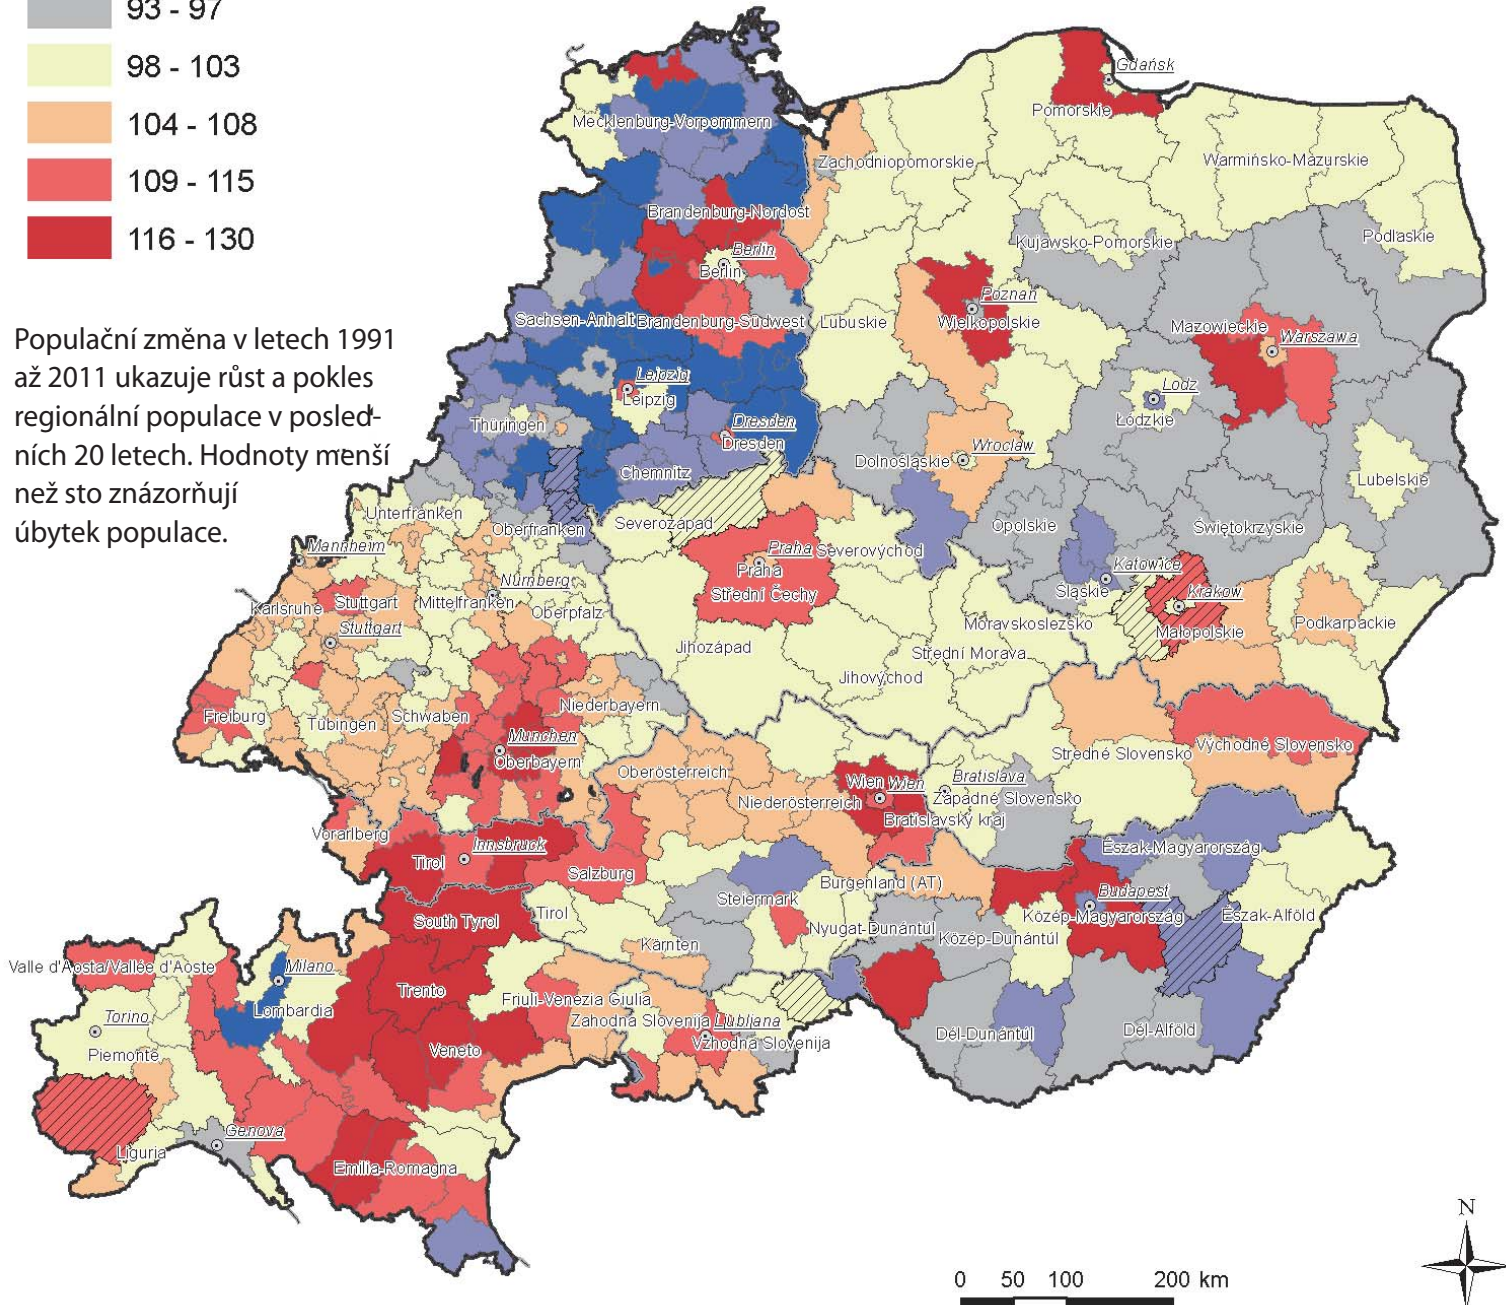 93 - 97
98 - 103
104 - 108
109 - 115
116 - 130
Populační změna v letech 1991
až 2011 ukazuje růst a pokles
regionální populace v posled-
ních 20 letech. Hodnoty menší
než sto znázorňují
úbytek populace.
Gdańsk
Pomorskie
Mecklenburg-Vorpommern
Zachodniopomorskie
Warmińsko-Mazurskie
Brandenburg-Nordost
Kujawsko-Pomorskie
Podlaskie
Berlin
Berlin
Poznań
Sachsen-Anhalt
Brandenburg-Südwest
Lubuskie
Wielkopolskie
Mazowieckie
Warszawa
Leipzig
Leipzig
Lodz
Łódzkie
Thüringen
Dresden
Dresden
Wrocław
Dolnośląskie
Chemnitz
Lubelskie
Unterfranken
Oberfranken
Severozápad
Opolskie
Świętokrzyskie
Mannheim
Praha
Praha
Severovýchod
Katowice
Nürnberg
Střední Čechy
Śląskie
Krakow
Karlsruhe
Stuttgart
Mittelfranken
Oberpfalz
Stuttgart
Moravskoslezsko
Małopolskie
Podkarpackie
Jihozápad
Střední Morava
Jihovýchod
Freiburg
Tübingen
Schwaben
Niederbayern
Munchen
Oberbayern
Stredné Slovensko
Východné Slovensko
Oberösterreich
Wien
Wien
Bratislava
Niederösterreich
Západné Slovensko
Bratislavský kraj
Vorarlberg
Tirol
Innsbruck
Salzburg
Észak-Magyarország
Steiermark
Burgenland (AT)
Budapest
South Tyrol
Tirol
Kärnten
Nyugat-Dunántúl
Közép-Dunántúl
Közép-Magyarország
Észak-Alföld
Valle d'Aosta/Vallée d'Aoste
Milano
Lombardia
Trento
Friuli-Venezia Giulia
Torino
Piemonte
Veneto
Zahodna Slovenija
Ljubljana
Vzhodna Slovenija
Dél-Dunántúl
Dél-Alföld
Genova
Liguria
Emilia-Romagna
N
0 50 100 200 km